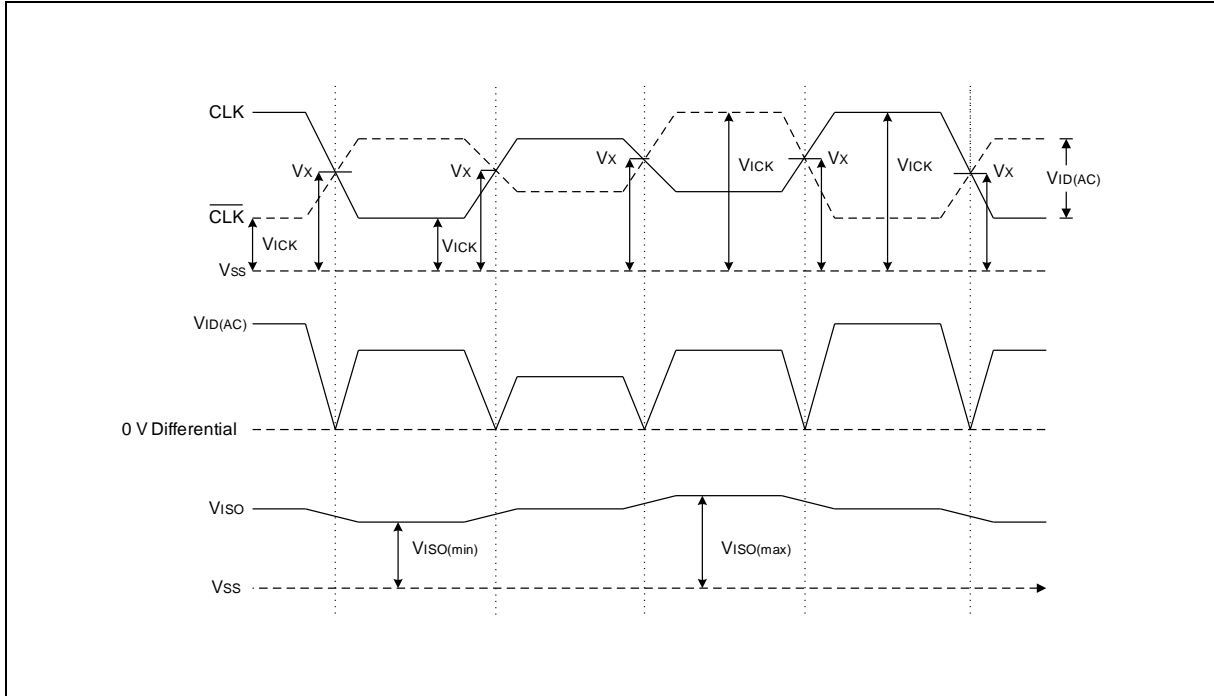 CLK
VX
VX
VX
VICK
VX
VICK
VX
VID(AC)
CLK
VICK
VICK
VSS
VID(AC)
0 V Differential
VISO
VISO(min)
VISO(max)
VSS